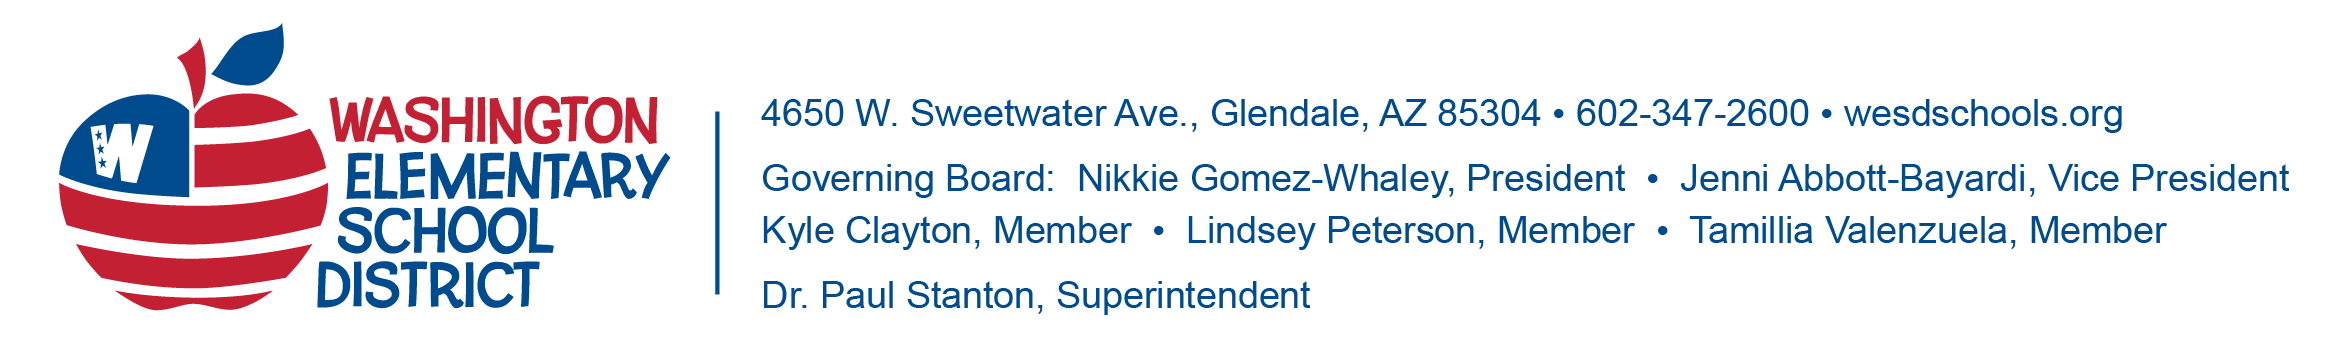 W
WASHINGTON
ELEMENTARY
SCHOOL
DISTRICT
4650 W. Sweetwater Ave., Glendale, AZ 85304 • 602-347-2600 • wesdschools.org
Governing Board:  Nikkie Gomez-Whaley, President  •  Jenni Abbott-Bayardi, Vice President
Kyle Clayton, Member  •  Lindsey Peterson, Member  •  Tamillia Valenzuela, Member
Dr. Paul Stanton, Superintendent